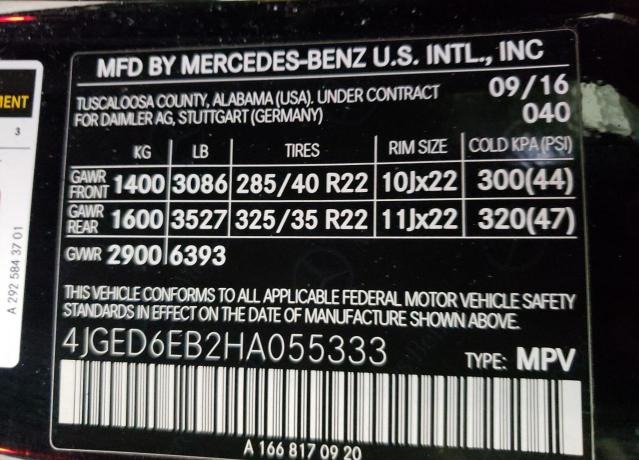 MFD BY MERCEDES-BENZ U.S. INTL., INC
TUSCALOOSA COUNTY, ALABAMA (USA). UNDER CONTRACT 09/16
FOR DAIMLER AG, STUTTGART (GERMANY) 040
KG LB TIRES RIM SIZE COLD KPA (PSI)
GAWR FRONT 1400 3086 285/40 R22 10Jx22 300(44)
GAWR REAR 1600 3527 325/35 R22 11Jx22 320(47)
GVWR 2900 6393
THIS VEHICLE CONFORMS TO ALL APPLICABLE FEDERAL MOTOR VEHICLE SAFETY
STANDARDS IN EFFECT ON THE DATE OF MANUFACTURE SHOWN ABOVE.
4JGED6EB2HA055333 TYPE: MPV
A 166 817 09 20
MENT
3
A 292 584 37 01